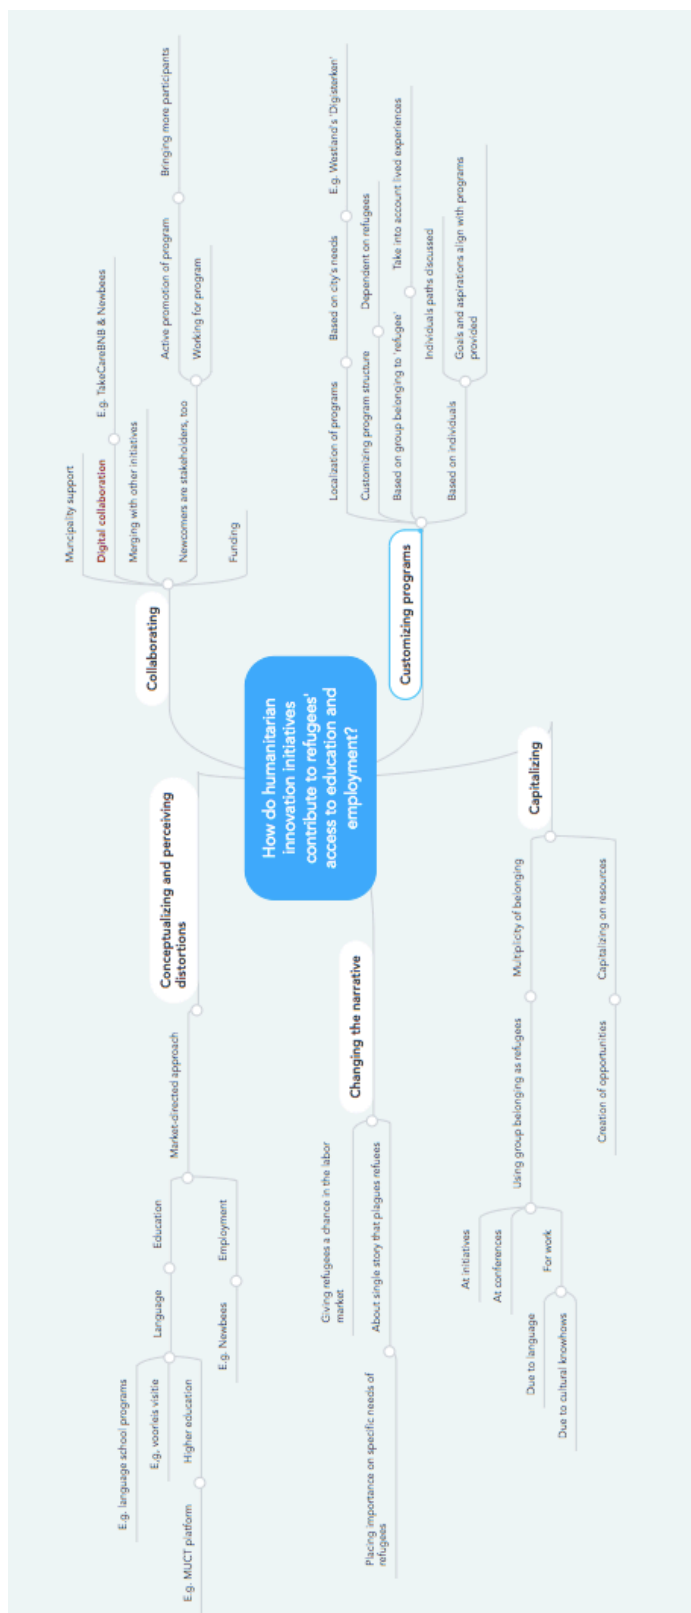 How do humanitarian
innovation initiatives
contribute to refugees'
access to education and
employment?
Collaborating
Muncipality support
Digital collaboration
E.g. TakeCareBNB & Newbees
Merging with other initiatives
Newcomers are stakeholders, too
Active promotion of program
Bringing more participants
Working for program
Funding
Customizing programs
Localization of programs
Based on city's needs
E.g. Westland's 'Digisterken'
Customizing program structure
Dependent on refugees
Based on group belonging to 'refugee'
Take into account lived experiences
Based on individuals
Individuals paths discussed
Goals and aspirations align with programs
provided
Capitalizing
Multiplicity of belonging
Using group belonging as refugees
At initiatives
At conferences
For work
Due to language
Due to cultural knowhows
Capitalizing on resources
Creation of opportunities
Changing the narrative
Giving refugees a chance in the labor
market
About single story that plagues refuees
Placing importance on specific needs of
refugees
Conceptualizing and perceiving
distortions
Market-directed approach
Education
Language
E.g. language school programs
E.g. voorleis visitie
Higher education
E.g. MUCT platform
Employment
E.g. Newbees